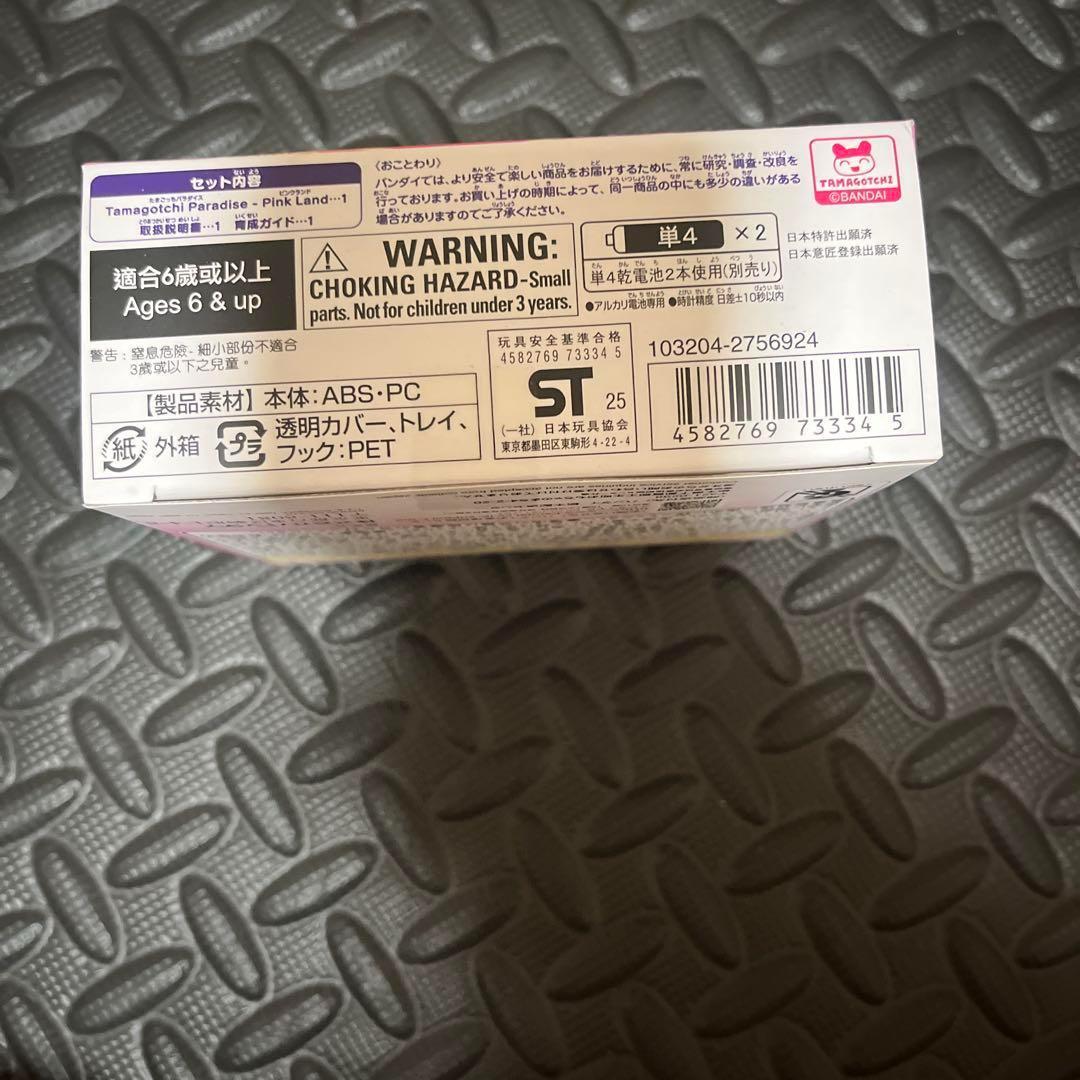 セット内容
Tamagotchi Paradise - Pink Land…1
取扱説明書…1 育成ガイド…1
〈おことわり〉
バンダイでは、より安全で楽しい商品をお届けするために、常に研究・調査・改良を
行っております。お買い上げの時期によって、同一商品の中にも多少の違いがある
場合がありますのでご了承ください。
TAMAGOTCHI
©BANDAI
適合6歳或以上
Ages 6 & up
WARNING:
CHOKING HAZARD-Small
parts. Not for children under 3 years.
単4 ×2
単4乾電池2本使用(別売り)
●アルカリ電池専用 ●時計精度 日差±10秒以内
日本特許出願済
日本意匠登録出願済
警告：窒息危險-細小部份不適合
3歲或以下之兒童。
【製品素材】本体：ABS・PC
紙 外箱
プラ 透明カバー、トレイ、
フック：PET
玩具安全基準合格
4582769 73334 5
ST 25
(一社) 日本玩具協会
東京都墨田区東駒形4-22-4
103204-2756924
4582769 73334 5